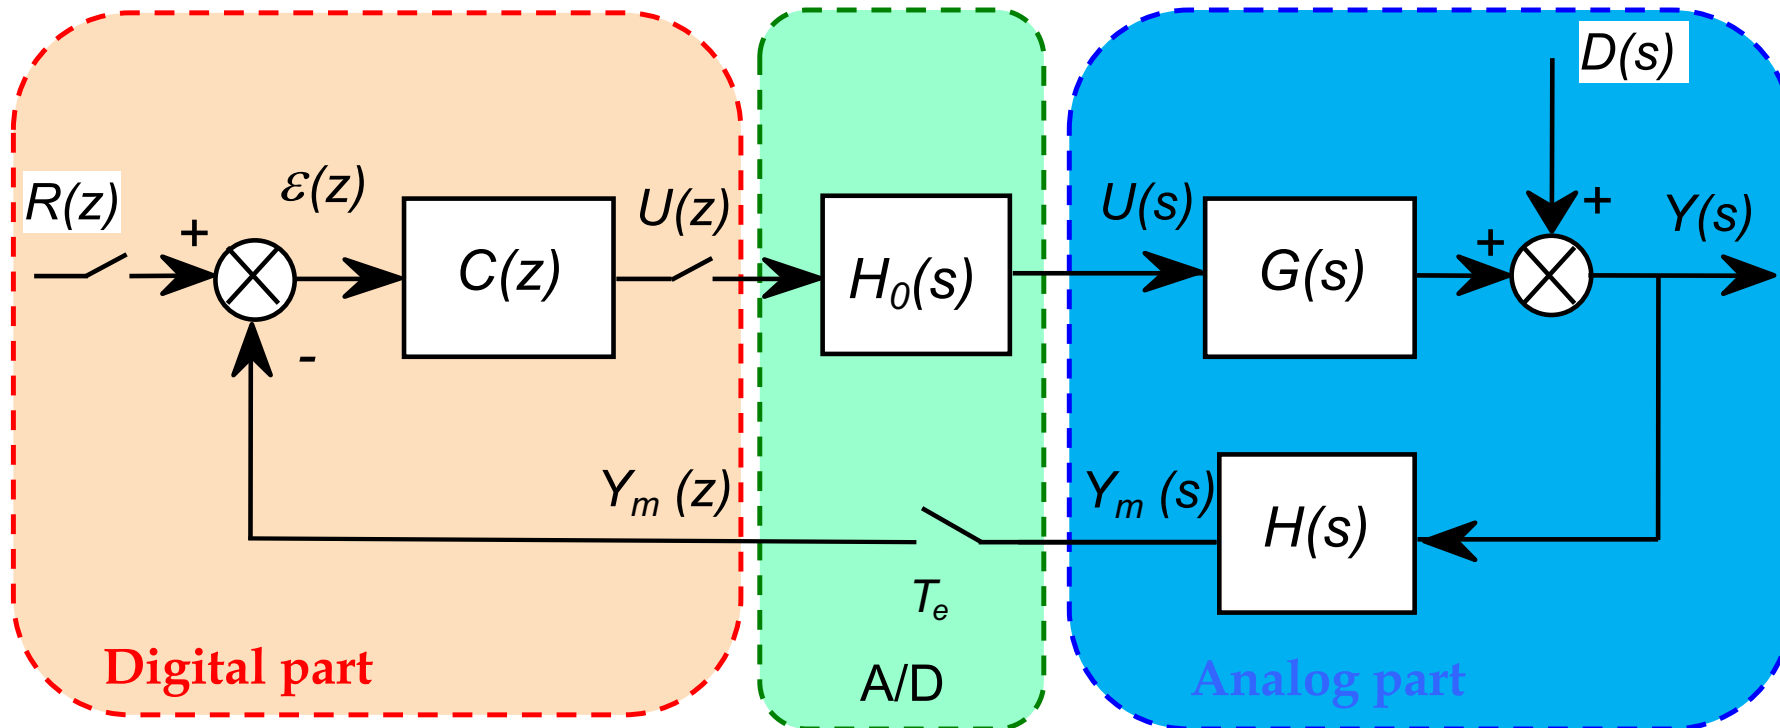 D(s)
R(z)
+
ε(z)
C(z)
U(z)
H0(s)
U(s)
G(s)
+
+
Y(s)
-
Ym (z)
Te
Ym (s)
H(s)
Digital part
A/D
Analog part